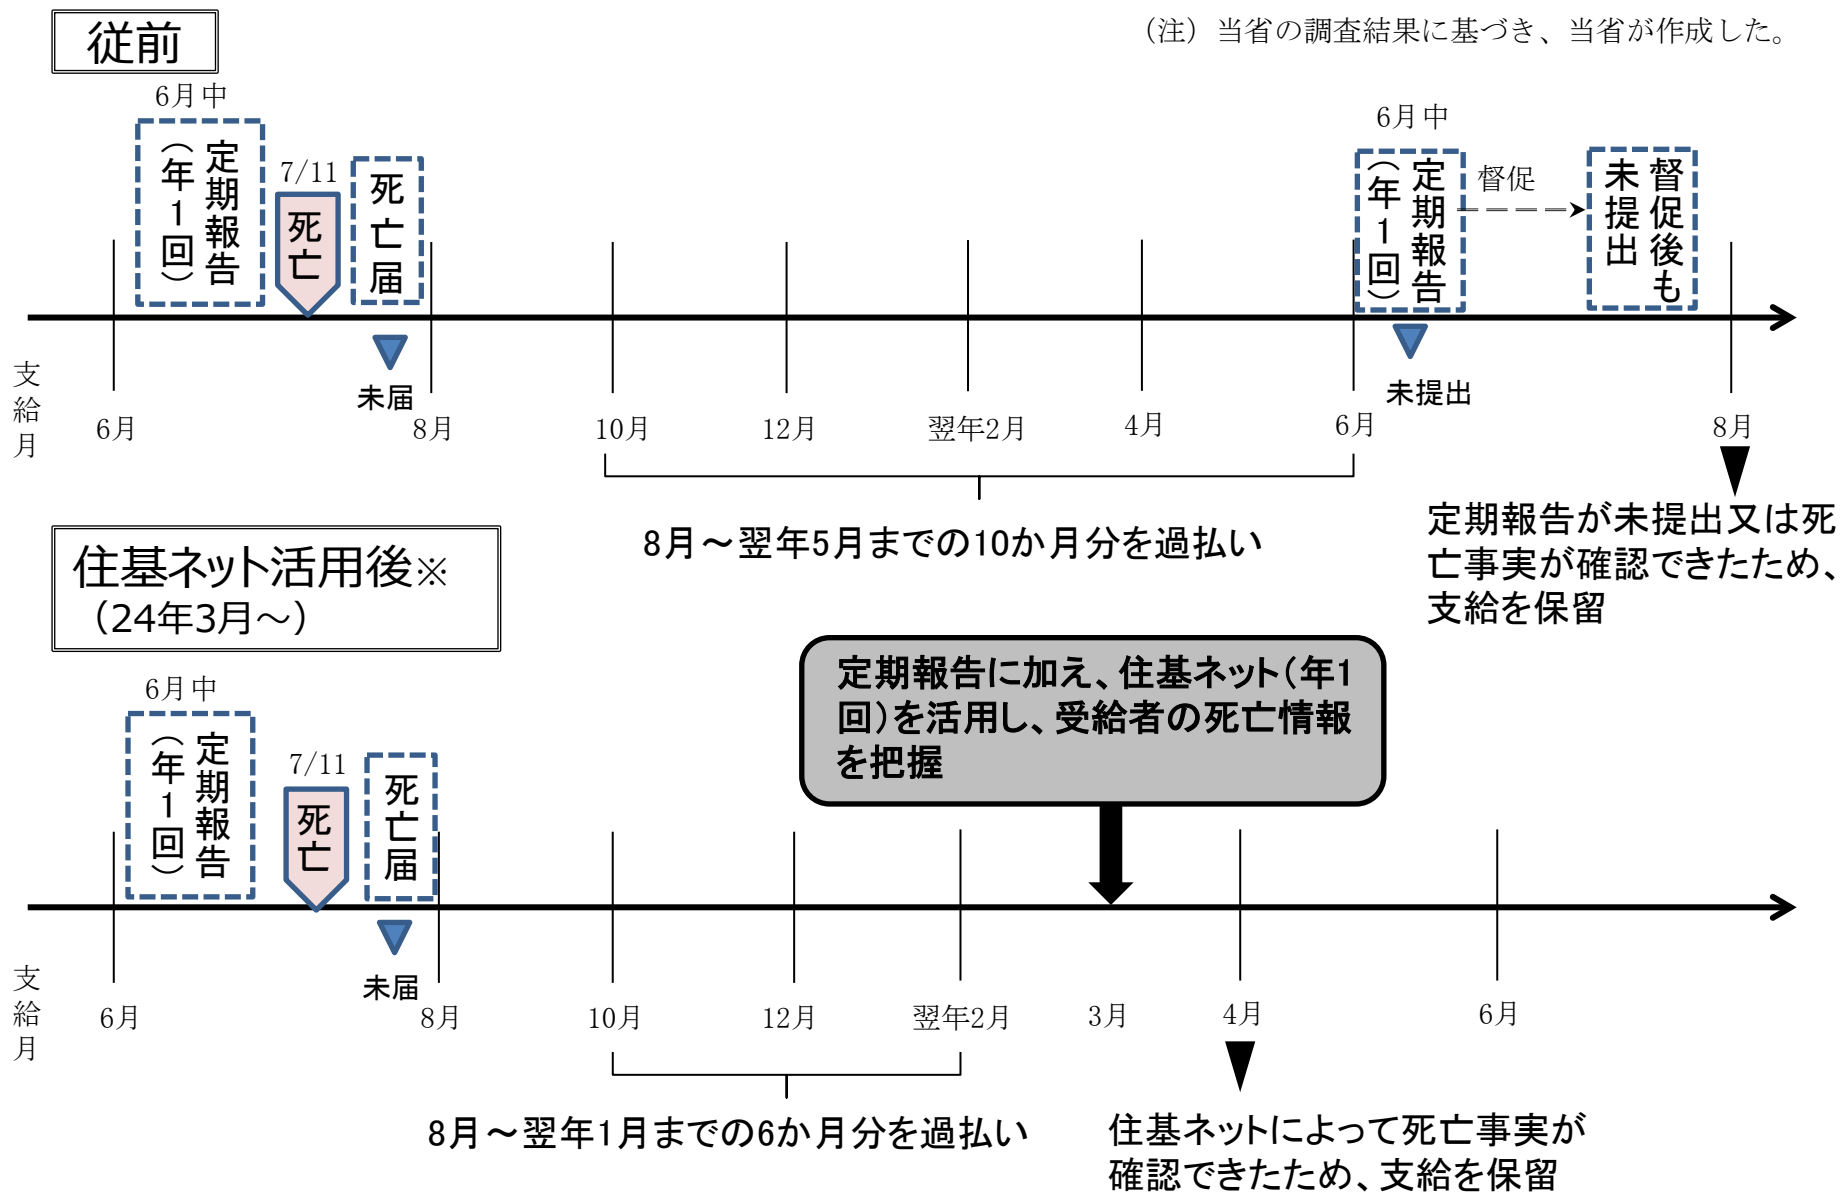 従前
（注）当省の調査結果に基づき、当省が作成した。
6月中
定期報告
（年1回）
7/11
死亡
死亡届
6月中
定期報告
（年1回）
督促
督促後も
未提出
未届
未提出
支給月
6月
8月
10月
12月
翌年2月
4月
6月
8月
8月～翌年5月までの10か月分を過払い
定期報告が未提出又は死
亡事実が確認できたため、
支給を保留
住基ネット活用後※
（24年3月～）
定期報告に加え、住基ネット（年1
回）を活用し、受給者の死亡情報
を把握
6月中
定期報告
（年1回）
7/11
死亡
死亡届
未届
支給月
6月
8月
10月
12月
翌年2月
3月
4月
6月
8月～翌年1月までの6か月分を過払い
住基ネットによって死亡事実が
確認できたため、支給を保留